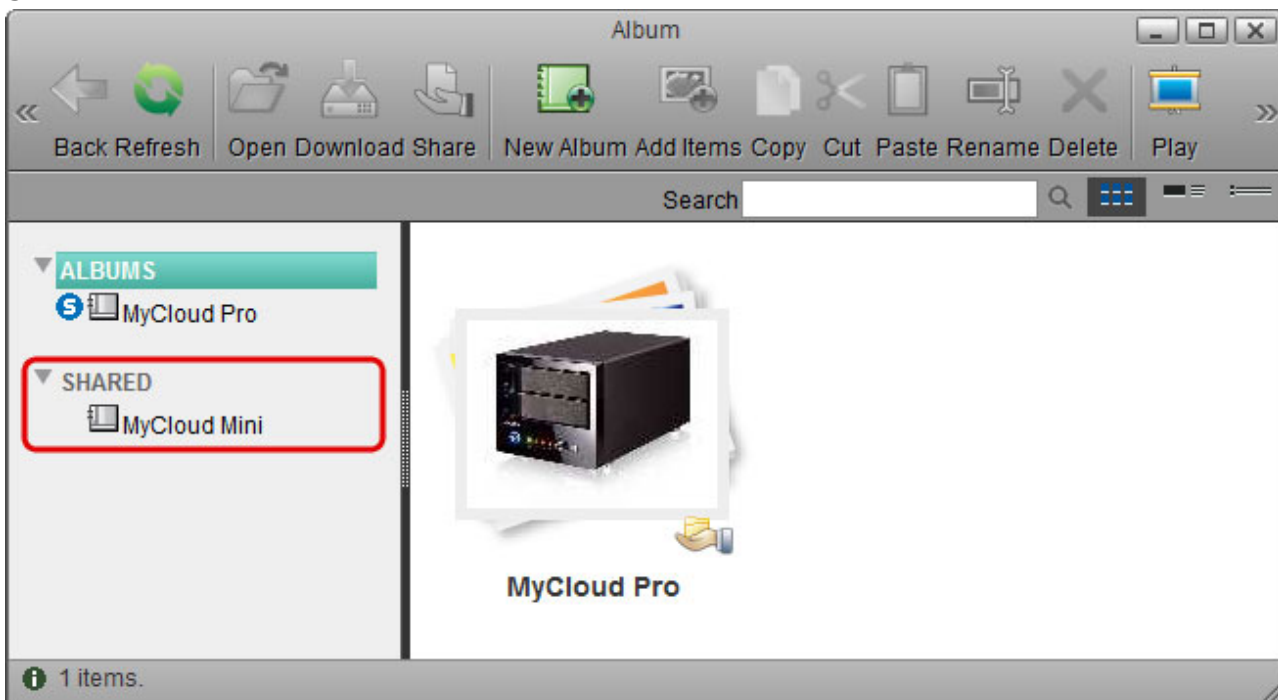 Album
Back Refresh Open Download Share New Album Add Items Copy Cut Paste Rename Delete Play
Search
ALBUMS
S MyCloud Pro
SHARED
MyCloud Mini
MyCloud Pro
1 items.